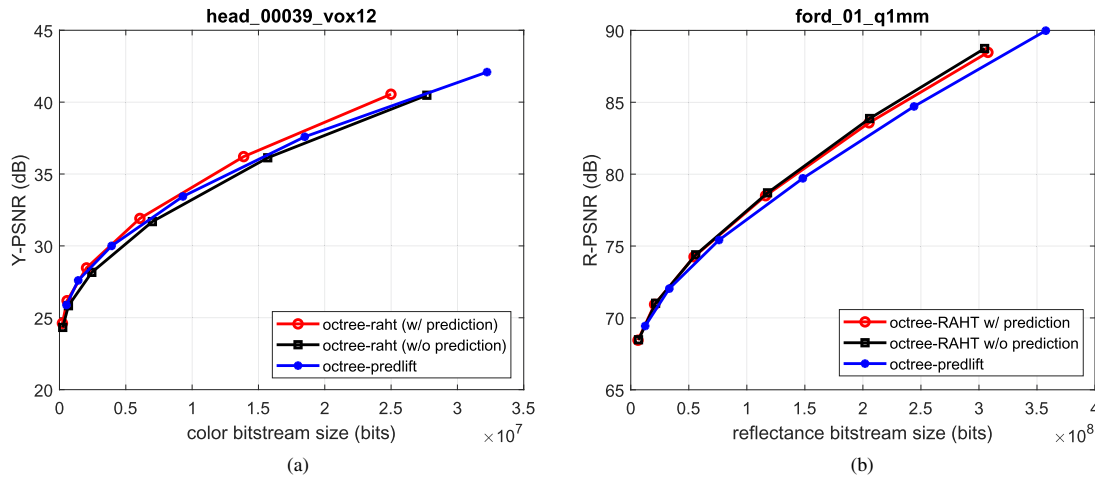 head_00039_vox12
45
40
35
30
25
20
Y-PSNR (dB)
octree-raht (w/ prediction)
octree-raht (w/o prediction)
octree-predlift
0 0.5 1 1.5 2 2.5 3 3.5
color bitstream size (bits)
×10^7
(a)
ford_01_q1mm
90
85
80
75
70
65
R-PSNR (dB)
octree-RAHT w/ prediction
octree-RAHT w/o prediction
octree-predlift
0 0.5 1 1.5 2 2.5 3 3.5 4
reflectance bitstream size (bits)
×10^8
(b)